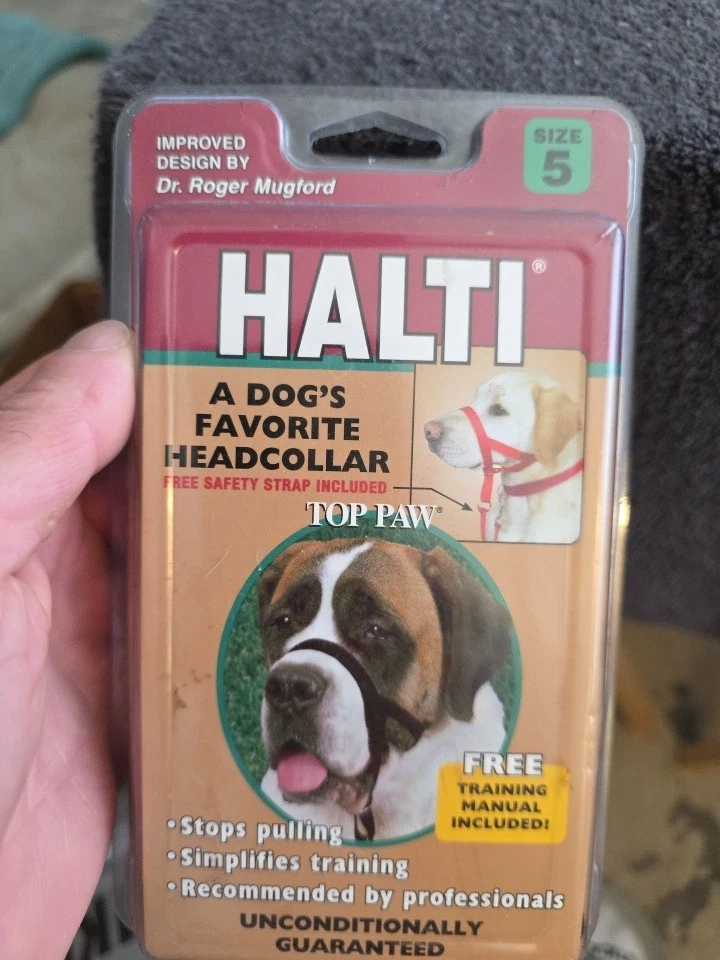 IMPROVED
DESIGN BY
Dr. Roger Mugford
SIZE
5
HALTI®
A DOG'S
FAVORITE
HEADCOLLAR
FREE SAFETY STRAP INCLUDED
TOP PAW®
FREE
TRAINING
MANUAL
INCLUDED!
•Stops pulling
•Simplifies training
•Recommended by professionals
UNCONDITIONALLY
GUARANTEED